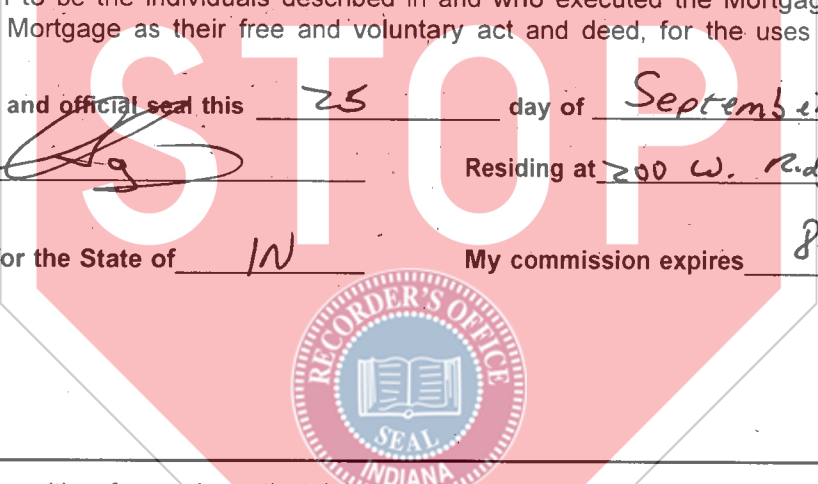 to be the individuals described in and who executed the Mortgag
Mortgage as their free and voluntary act and deed, for the uses
STOP
and official seal this 25 day of September
Residing at 200 W.
or the State of IN My commission expires 8
RECORDER'S OFFICE
SEAL
INDIANA